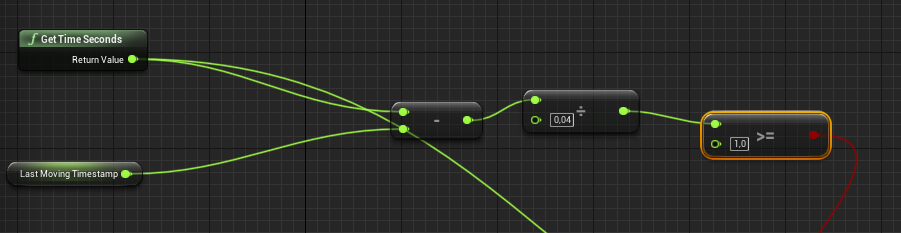 f Get Time Seconds
Return Value
-
÷
0,04
>=
1,0
Last Moving Timestamp